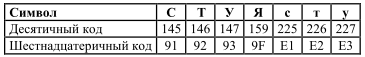 Символ С Т У Я с т у
Десятичный код 145 146 147 159 225 226 227
Шестнадцатеричный код 91 92 93 9F E1 E2 E3